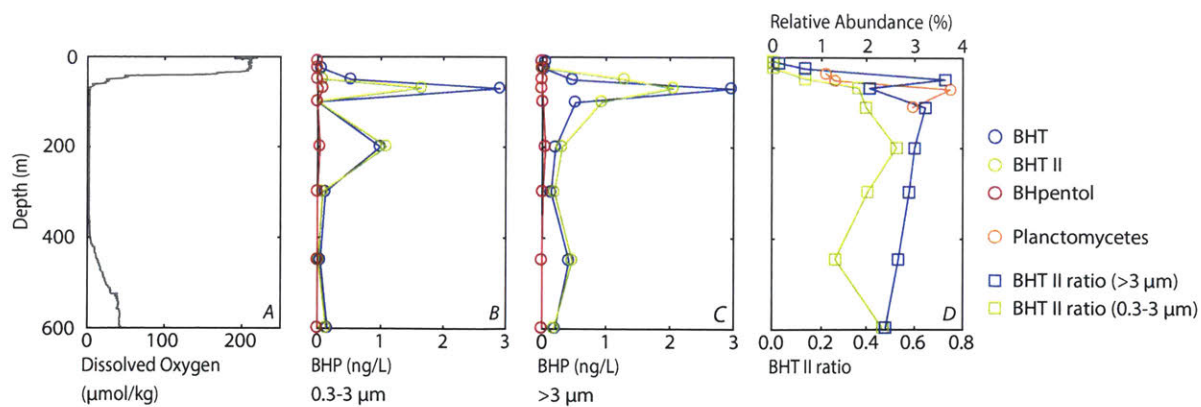 Relative Abundance (%)
0 1 2 3 4
0
200
400
600
Depth (m)
0 100 200
Dissolved Oxygen
(µmol/kg)
A
0 1 2 3
BHP (ng/L)
0.3-3 µm
B
0 1 2 3
BHP (ng/L)
>3 µm
C
0 0.2 0.4 0.6 0.8
BHT II ratio
D
BHT
BHT II
BHpentol
Planctomycetes
BHT II ratio (>3 µm)
BHT II ratio (0.3-3 µm)